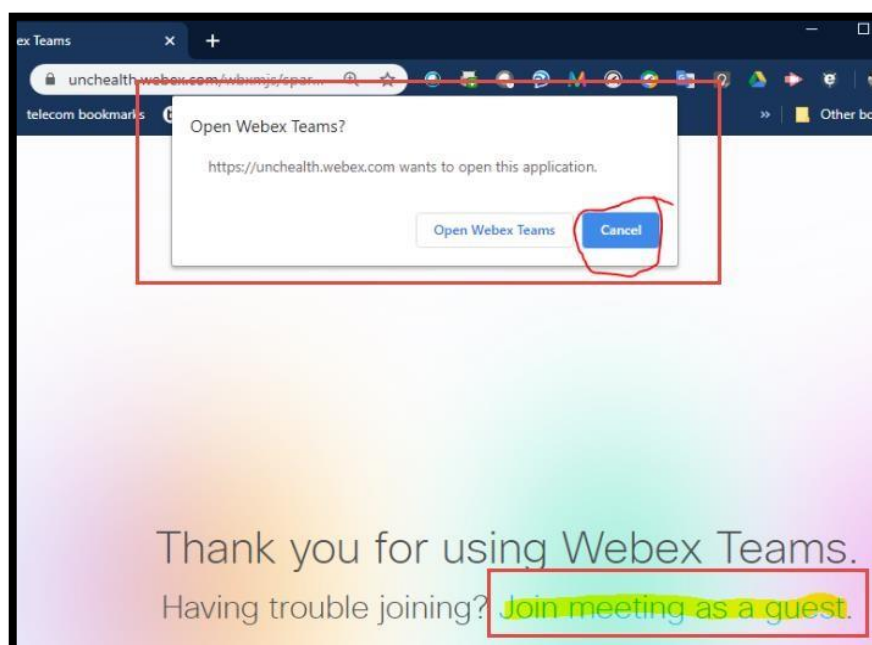 ex Teams
unchealth.webex.com/wbxmjs/spar...
telecom bookmarks
» Other bo
Open Webex Teams?
https://unchealth.webex.com wants to open this application.
Open Webex Teams Cancel
Thank you for using Webex Teams.
Having trouble joining? Join meeting as a guest.